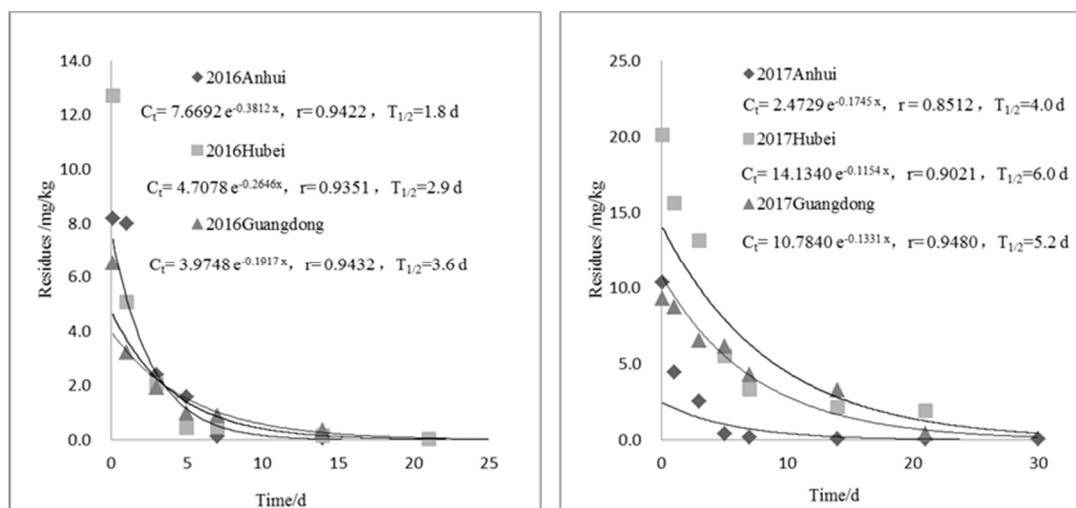 14.0
12.0
10.0
8.0
6.0
4.0
2.0
0.0
0
5
10
15
20
25
Residues /mg/kg
Time/d
2016Anhui
Cₜ= 7.6692 e^-0.3812 x, r= 0.9422 , T₁/₂=1.8 d
2016Hubei
Cₜ= 4.7078 e^-0.2646x, r= 0.9351 , T₁/₂=2.9 d
2016Guangdong
Cₜ= 3.9748 e^-0.1917 x, r=0.9432 , T₁/₂=3.6 d
25.0
20.0
15.0
10.0
5.0
0.0
0
10
20
30
Residues /mg/kg
Time/d
2017Anhui
Cₜ= 2.4729 e^-0.1745 x, r= 0.8512 , T₁/₂=4.0 d
2017Hubei
Cₜ= 14.1340 e^-0.1154 x, r= 0.9021 , T₁/₂=6.0 d
2017Guangdong
Cₜ= 10.7840 e^-0.1331 x, r=0.9480 , T₁/₂=5.2 d